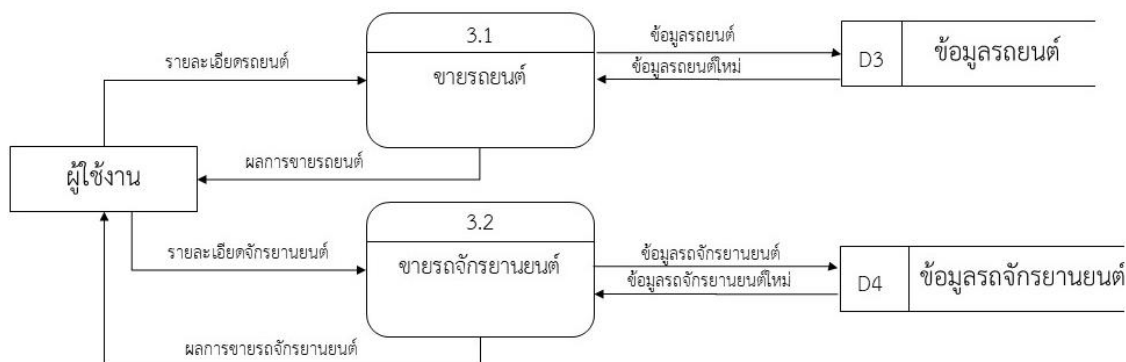 3.1
ข้อมูลรถยนต์
D3
ข้อมูลรถยนต์
รายละเอียดรถยนต์
ขายรถยนต์
ข้อมูลรถยนต์ใหม่
ผลการขายรถยนต์
ผู้ใช้งาน
3.2
รายละเอียดจักรยานยนต์
ขายรถจักรยานยนต์
ข้อมูลรถจักรยานยนต์
ข้อมูลรถจักรยานยนต์ใหม่
D4
ข้อมูลรถจักรยานยนต์
ผลการขายรถจักรยานยนต์